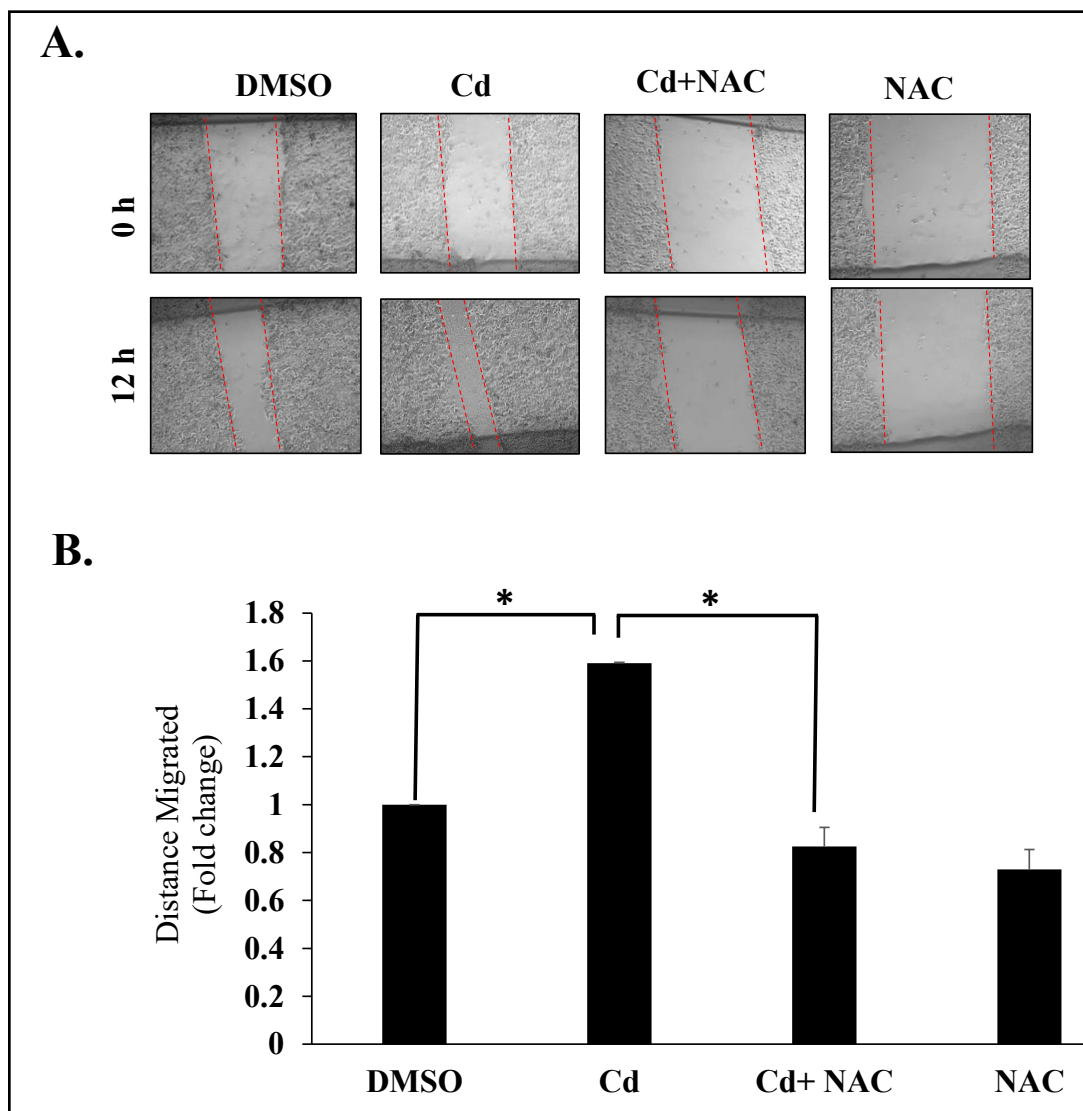 A.
DMSO Cd Cd+NAC NAC
0 h
12 h
B.
* *
Distance Migrated
(Fold change)
1.8
1.6
1.4
1.2
1
0.8
0.6
0.4
0.2
0
DMSO Cd Cd+ NAC NAC